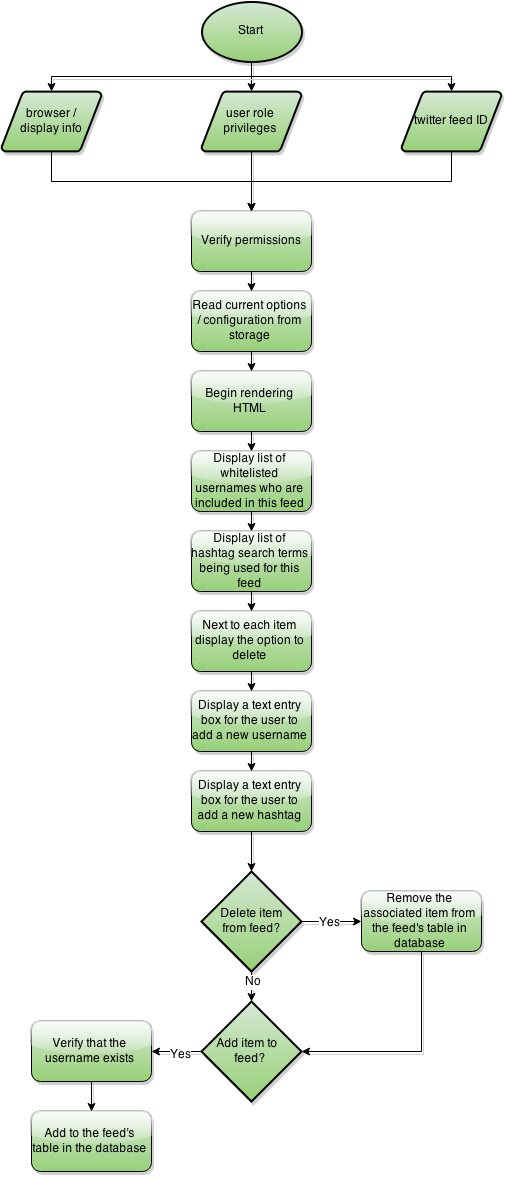 Start
browser /
display info
user role
privileges
twitter feed ID
Verify permissions
Read current options
/ configuration from
storage
Begin rendering
HTML
Display list of
whitelisted
usernames who are
included in this feed
Display list of
hashtag search terms
being used for this
feed
Next to each item
display the option to
delete
Display a text entry
box for the user to
add a new username
Display a text entry
box for the user to
add a new hashtag
Delete item
from feed?
Yes
Remove the
associated item from
the feed's table in
database
No
Add item to
feed?
Yes
Verify that the
username exists
Add to the feed's
table in the database